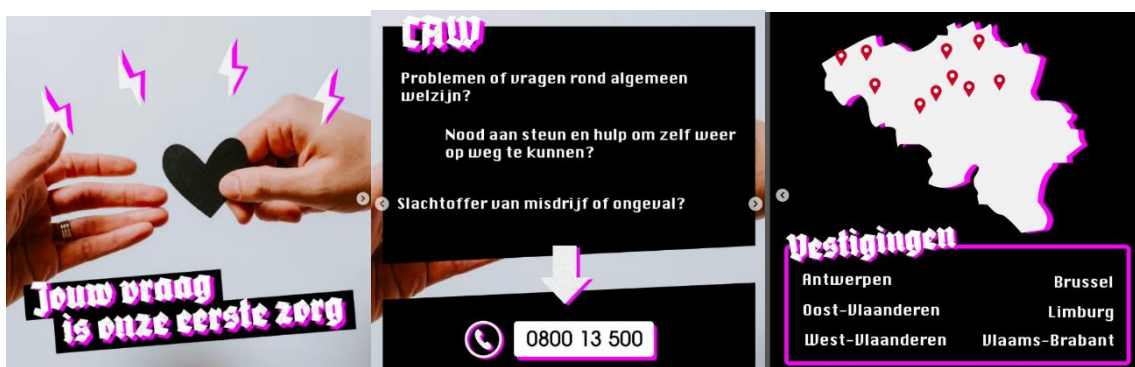 Jouw vraag
is onze eerste zorg
CAW
Problemen of vragen rond algemeen
welzijn?
Nood aan steun en hulp om zelf weer
op weg te kunnen?
Slachtoffer van misdrijf of ongeval?
0800 13 500
Vestigingen
Antwerpen
Brussel
Oost-Vlaanderen
Limburg
West-Vlaanderen
Vlaams-Brabant